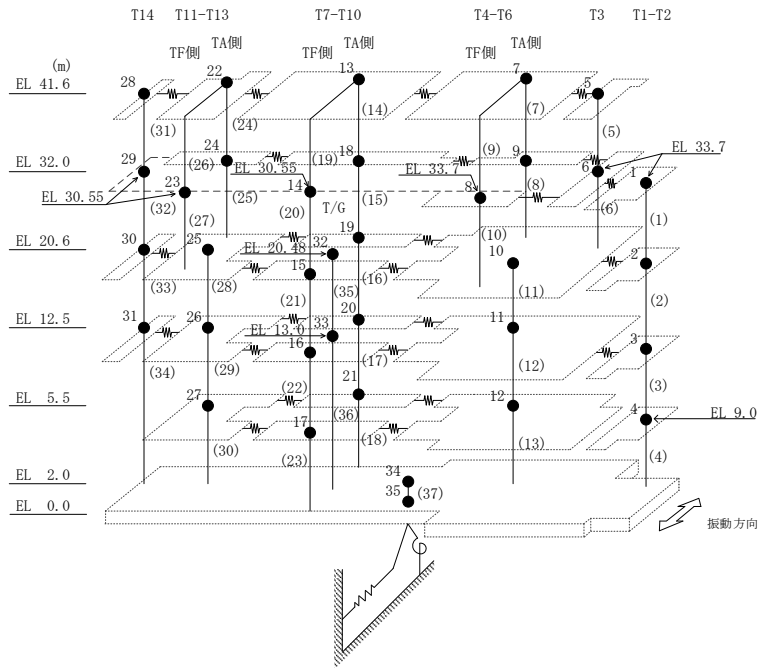 T14 T11-T13 T7-T10 T4-T6 T3 T1-T2
TF側 TA側 TF側 TA側 TF側 TA側
(m)
EL 41.6 28 22 13 7 5
(31) (24) (14) (7) (5)
EL 32.0 29 24 18 9 6 EL 33.7
(26) (19) (9)
EL 30.55 EL 33.7
EL 30.55 23 14 8 1
(32) (25) (15) (8) (6)
(27) (20) T/G (10) (1)
EL 20.6 30 25 32 19 10 2
EL 20.48
15
(33) (28) (35) (16) (11) (2)
EL 12.5 31 26 (21) 33 20 11 3
EL 13.0
16
(34) (29) (17) (12) (3)
EL 5.5 27 (22) 21 12 4 EL 9.0
(36)
17
(30) (23) (18) (13) (4)
EL 2.0 34
EL 0.0 35 (37)
振動方向